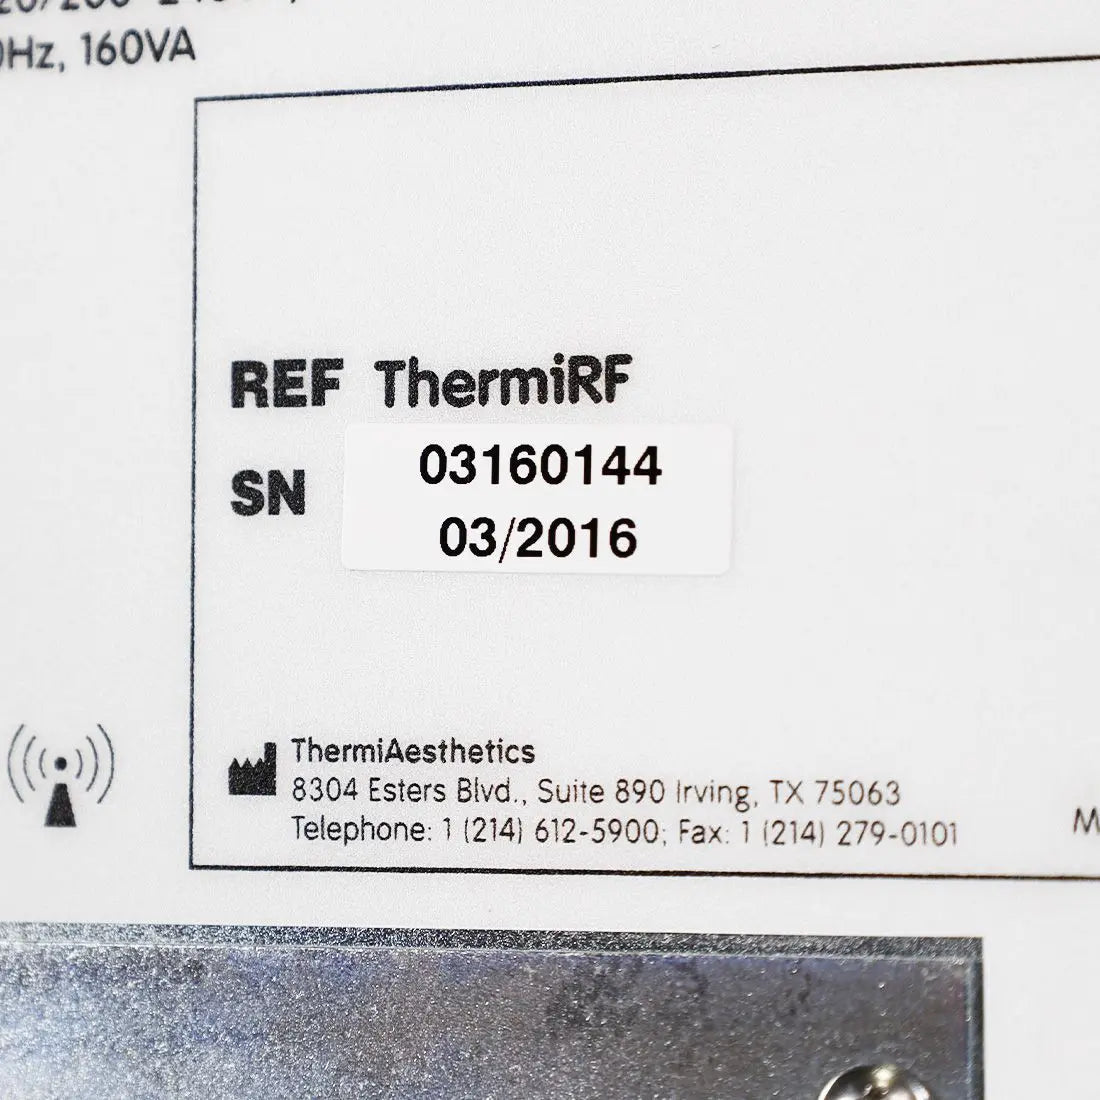 0Hz, 160VA
REF ThermiRF
SN 03160144
03/2016
ThermiAesthetics
8304 Esters Blvd., Suite 890 Irving, TX 75063
Telephone: 1 (214) 612-5900; Fax: 1 (214) 279-0101
M